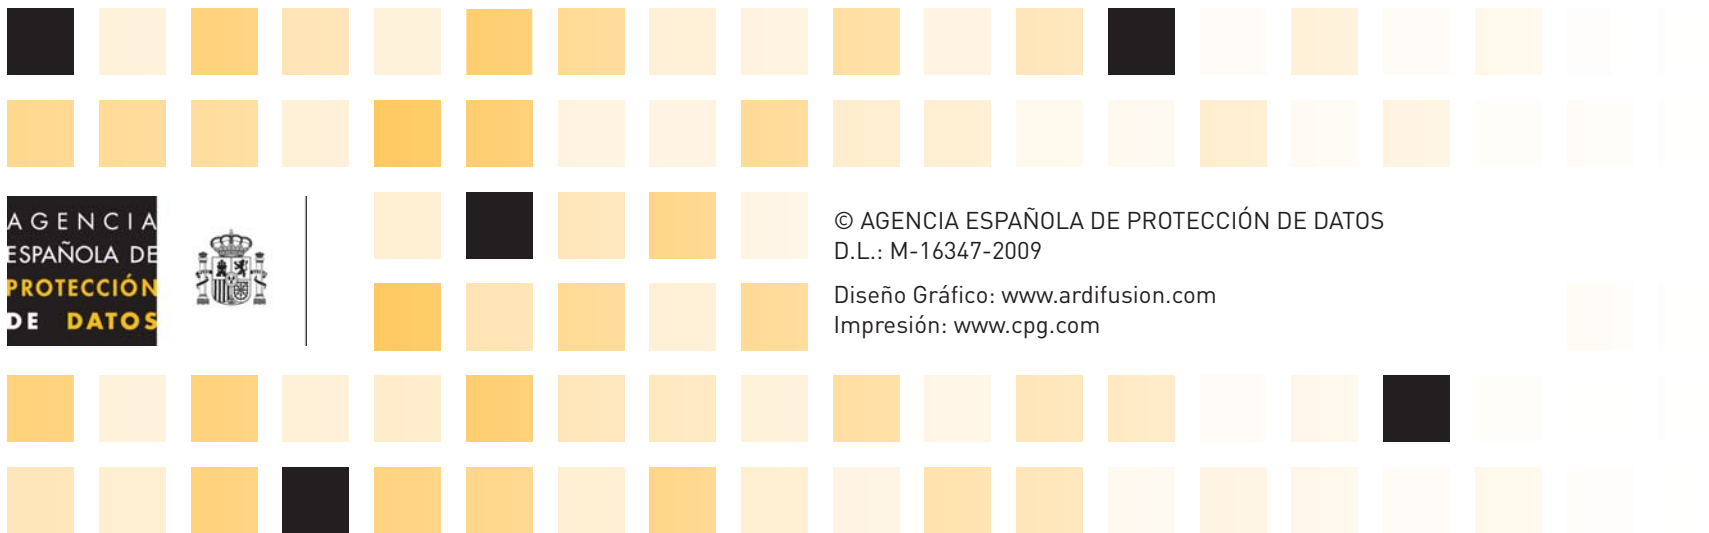 AGENCIA
ESPAÑOLA DE
PROTECCIÓN
DE DATOS
© AGENCIA ESPAÑOLA DE PROTECCIÓN DE DATOS
D.L.: M-16347-2009
Diseño Gráfico: www.ardifusion.com
Impresión: www.cpg.com